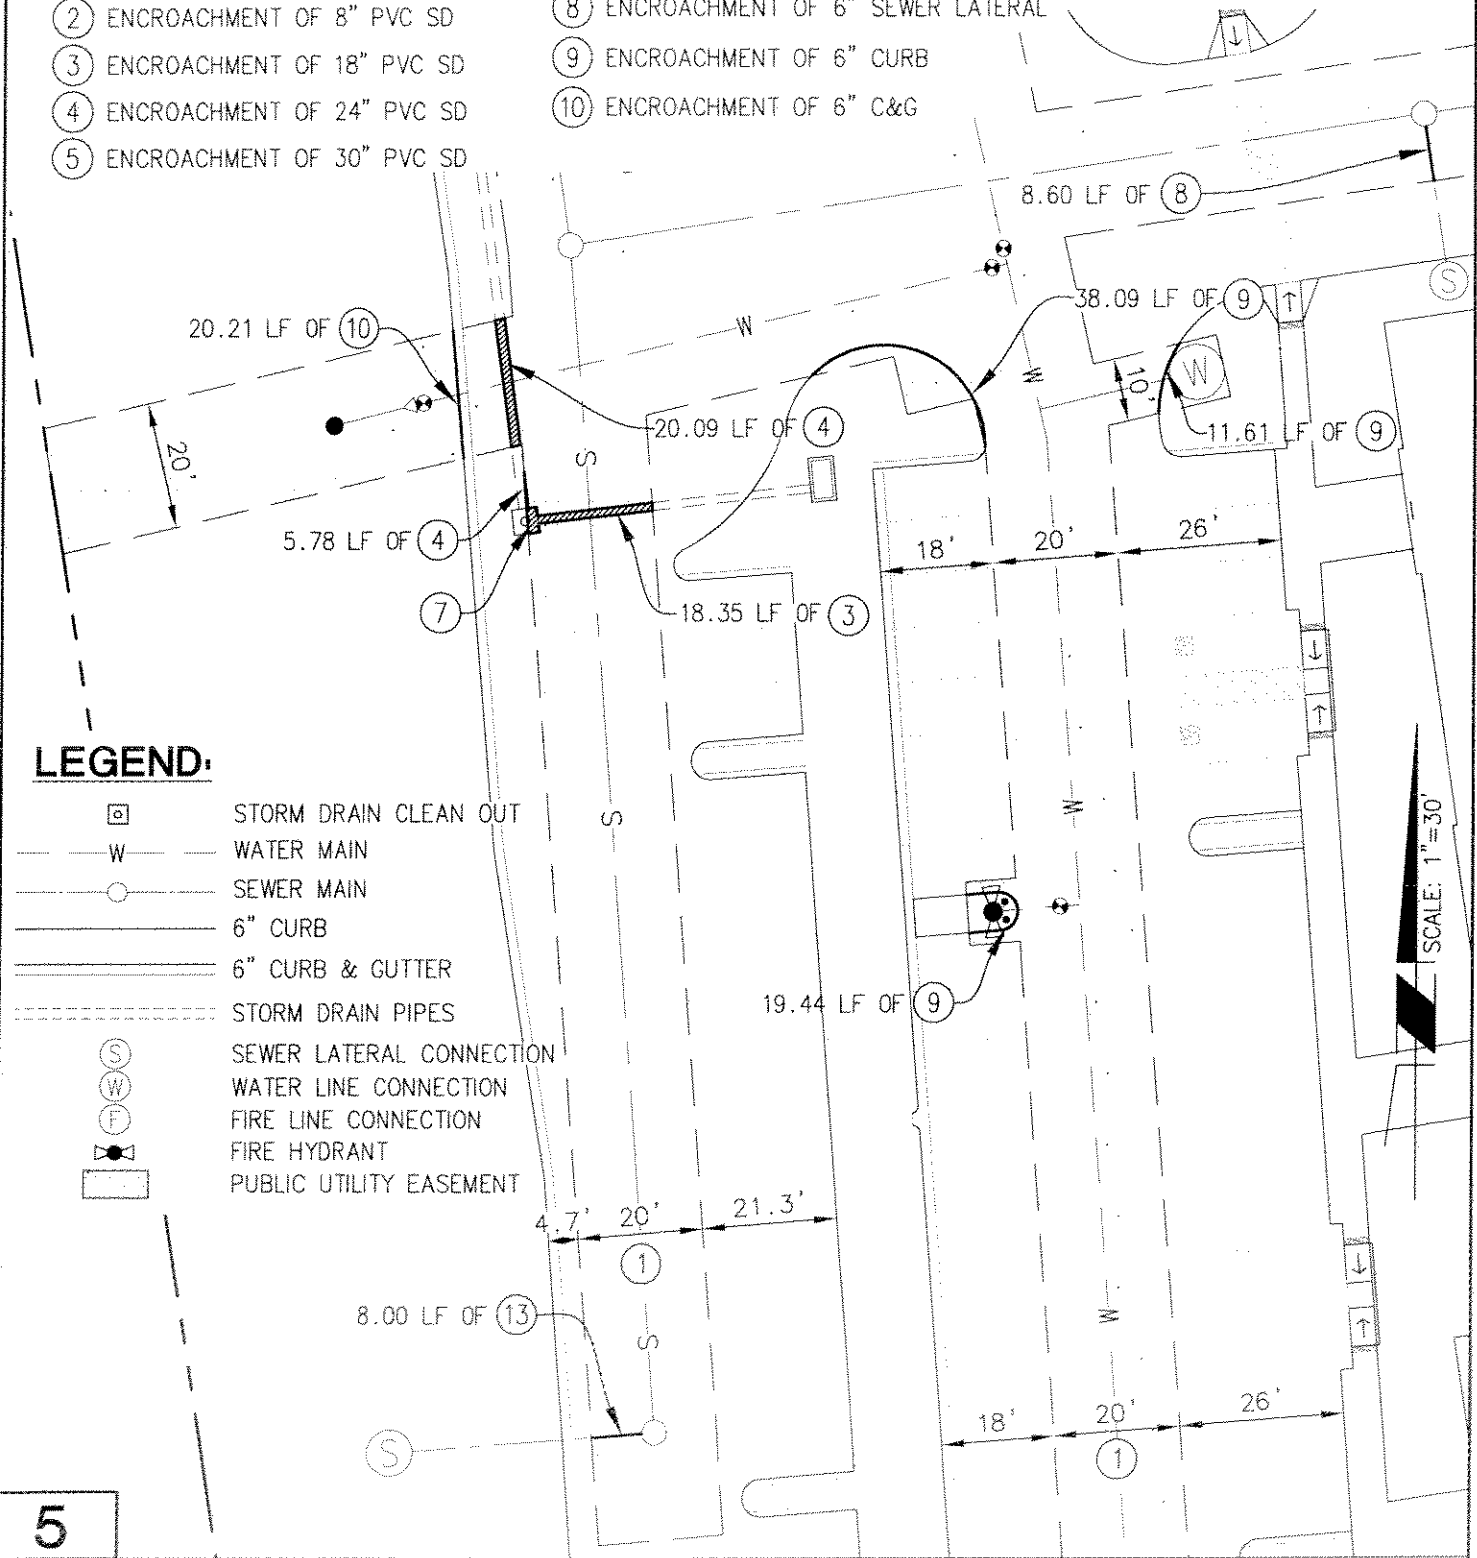 ② ENCROACHMENT OF 8" PVC SD
③ ENCROACHMENT OF 18" PVC SD
④ ENCROACHMENT OF 24" PVC SD
⑤ ENCROACHMENT OF 30" PVC SD
⑧ ENCROACHMENT OF 6" SEWER LATERAL
⑨ ENCROACHMENT OF 6" CURB
⑩ ENCROACHMENT OF 6" C&G
8.60 LF OF ⑧
S
20.21 LF OF ⑩
W
38.09 LF OF ⑨
W
10'
W
11.61 LF OF ⑨
20'
20.09 LF OF ④
S
5.78 LF OF ④
⑦
18.35 LF OF ③
18'
20'
26'
LEGEND:
STORM DRAIN CLEAN OUT
W WATER MAIN
SEWER MAIN
6" CURB
6" CURB & GUTTER
STORM DRAIN PIPES
S SEWER LATERAL CONNECTION
W WATER LINE CONNECTION
F FIRE LINE CONNECTION
FIRE HYDRANT
PUBLIC UTILITY EASEMENT
S
W
SCALE: 1"=30'
19.44 LF OF ⑨
4.7'
20'
21.3'
①
8.00 LF OF ⑬
S
S
W
18'
20'
26'
①
5